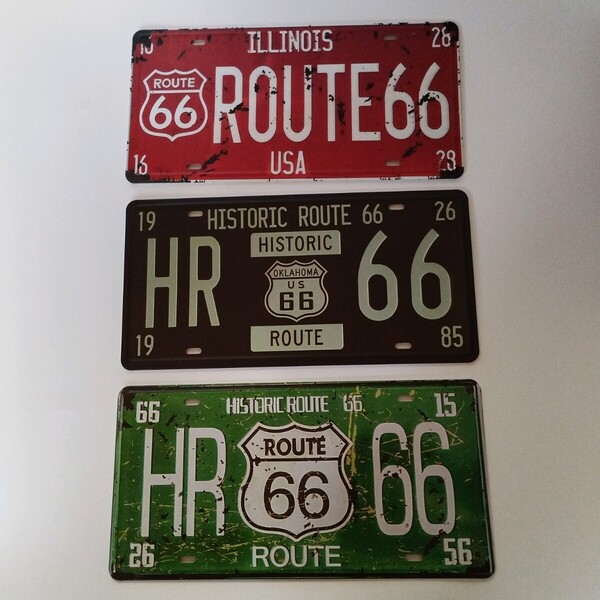 16 ILLINOIS 28
ROUTE
66 ROUTE66
16 USA 28
19 HISTORIC ROUTE 66 26
HISTORIC
HR OKLAHOMA 66
US
66
ROUTE
19 85
66 HISTORIC ROUTE 66 15
HR ROUTE 66
66
26 ROUTE 56